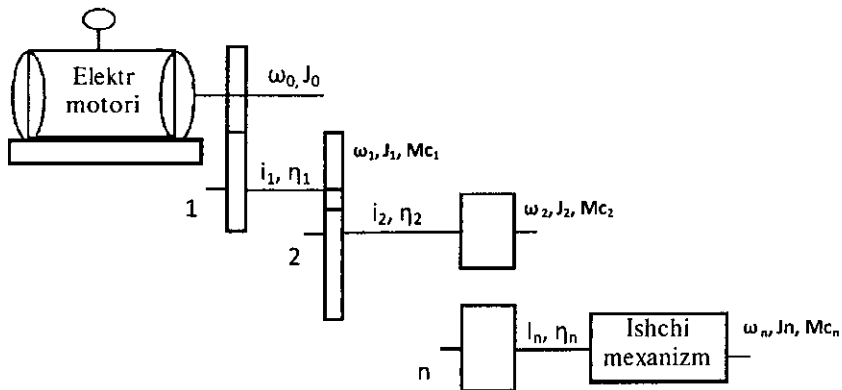 Elektr
motori
ω₀, J₀
ω₁, J₁, Mc₁
1
i₁, η₁
2
i₂, η₂
ω₂, J₂, Mc₂
n
Iₙ, ηₙ
Ishchi
mexanizm
ωₙ, Jn, Mcₙ